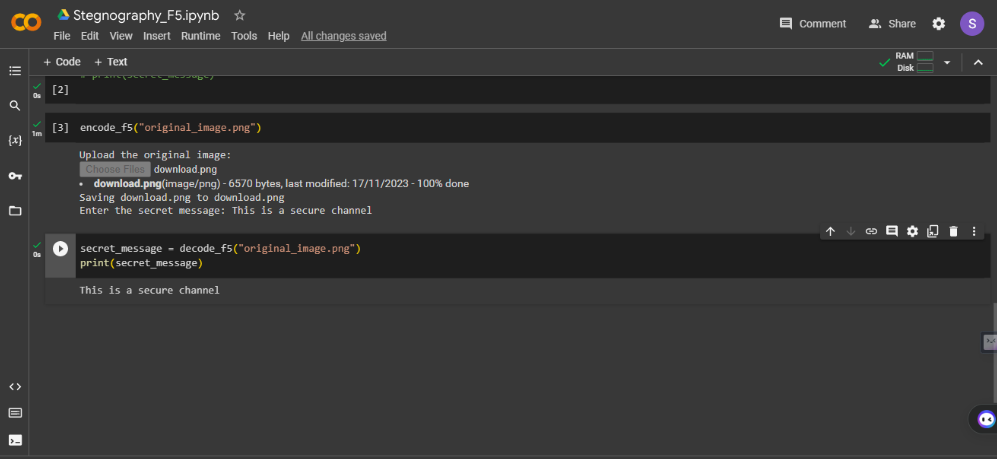 Stegnography_F5.ipynb
Comment
Share
S
File Edit View Insert Runtime Tools Help All changes saved
+ Code + Text
RAM
Disk
0s
[2]
1m
[3] encode_f5("original_image.png")
Upload the original image:
Choose Files download.png
• download.png(image/png) - 6570 bytes, last modified: 17/11/2023 - 100% done
Saving download.png to download.png
Enter the secret message: This is a secure channel
0s
secret_message = decode_f5("original_image.png")
print(secret_message)
This is a secure channel